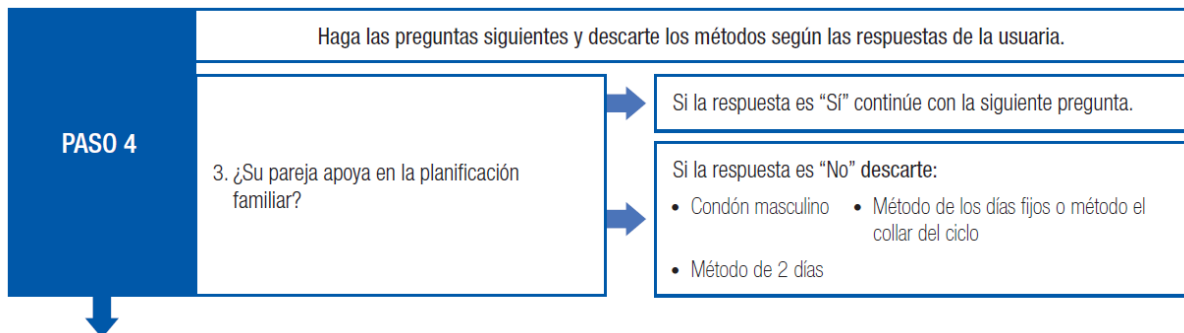 Haga las preguntas siguientes y descarte los métodos según las respuestas de la usuaria.
PASO 4
3. ¿Su pareja apoya en la planificación
familiar?
Si la respuesta es “Sí” continúe con la siguiente pregunta.
Si la respuesta es “No” descarte:
• Condón masculino
• Método de los días fijos o método el
collar del ciclo
• Método de 2 días